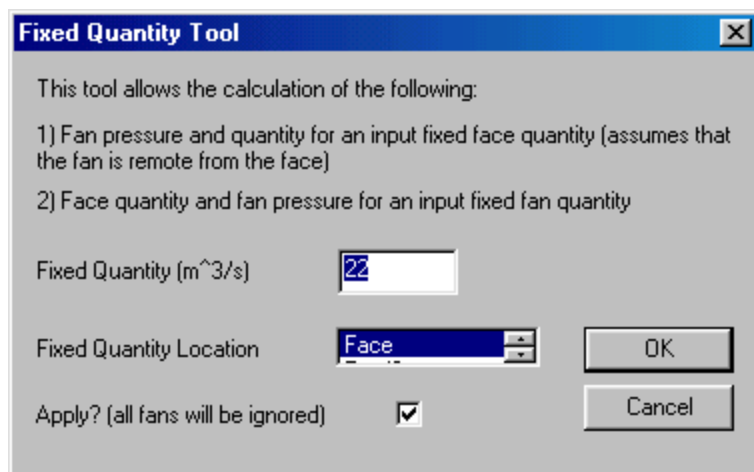 Fixed Quantity Tool
This tool allows the calculation of the following:
1) Fan pressure and quantity for an input fixed face quantity (assumes that
the fan is remote from the face)
2) Face quantity and fan pressure for an input fixed fan quantity
Fixed Quantity (m^3/s)
22
Fixed Quantity Location
Face
OK
Apply? (all fans will be ignored)
Cancel